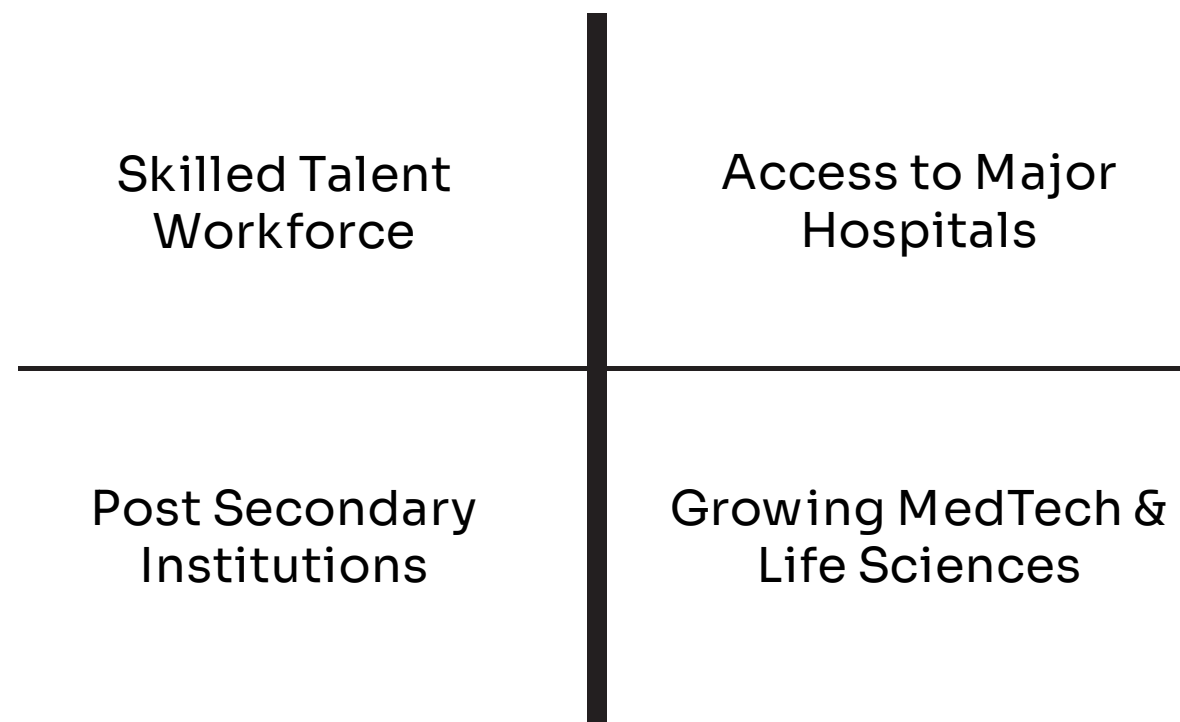 Skilled Talent
Workforce
Access to Major
Hospitals
Post Secondary
Institutions
Growing MedTech &
Life Sciences